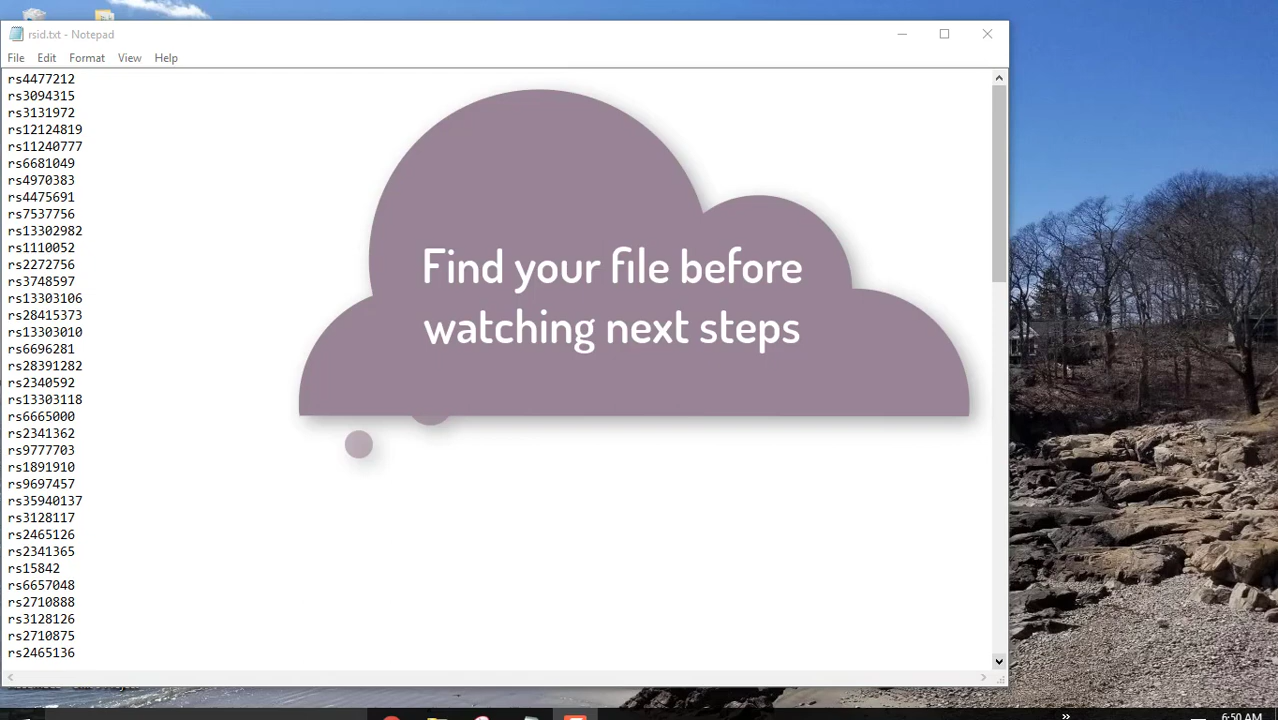 rsid.txt - Notepad
File Edit Format View Help
rs4477212
rs3094315
rs3131972
rs12124819
rs11240777
rs6681049
rs4970383
rs4475691
rs7537756
rs13302982
rs1110052
rs2272756
rs3748597
rs13303106
rs28415373
rs13303010
rs6696281
rs28391282
rs2340592
rs13303118
rs6665000
rs2341362
rs9777703
rs1891910
rs9697457
rs35940137
rs3128117
rs2465126
rs2341365
rs15842
rs6657048
rs2710888
rs3128126
rs2710875
rs2465136
Find your file before
watching next steps
6:50 AM